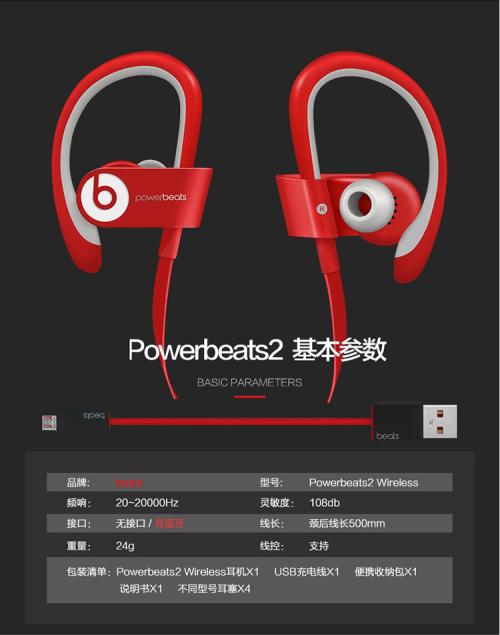 b
powerbeats
R
Powerbeats2 基本参数
BASIC PARAMETERS
beats
beats
品牌： beats 型号： Powerbeats2 Wireless
频响： 20~20000Hz 灵敏度： 108db
接口： 无接口 / 有蓝牙 线长： 颈后线长500mm
重量： 24g 线控： 支持
包装清单：Powerbeats2 Wireless耳机X1 USB充电线X1 便携收纳包X1
说明书X1 不同型号耳塞X4